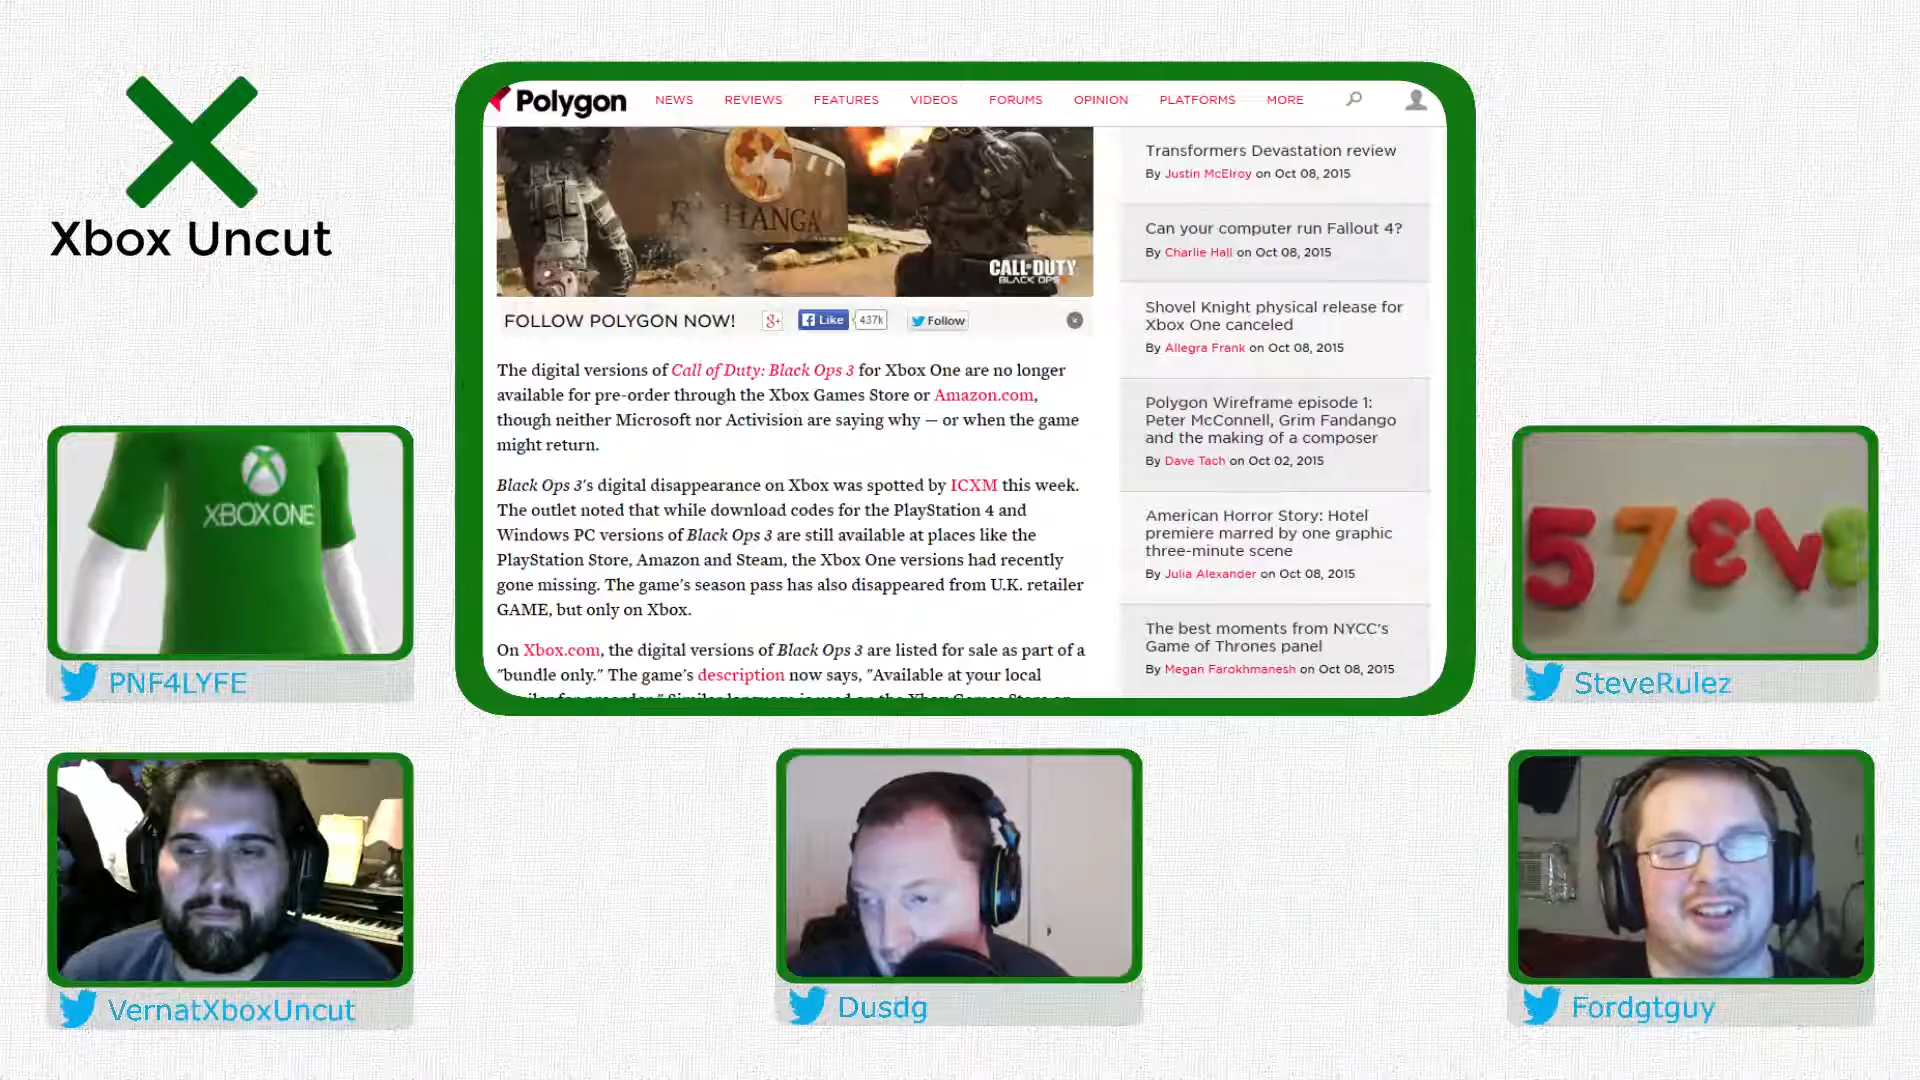 Xbox Uncut
Polygon
NEWS REVIEWS FEATURES VIDEOS FORUMS OPINION PLATFORMS MORE
CALL OF DUTY
BLACK OPS
FOLLOW POLYGON NOW! g+ Like 437k Follow
The digital versions of Call of Duty: Black Ops 3 for Xbox One are no longer
available for pre-order through the Xbox Games Store or Amazon.com,
though neither Microsoft nor Activision are saying why — or when the game
might return.
Black Ops 3's digital disappearance on Xbox was spotted by ICXM this week.
The outlet noted that while download codes for the PlayStation 4 and
Windows PC versions of Black Ops 3 are still available at places like the
PlayStation Store, Amazon and Steam, the Xbox One versions had recently
gone missing. The game's season pass has also disappeared from U.K. retailer
GAME, but only on Xbox.
On Xbox.com, the digital versions of Black Ops 3 are listed for sale as part of a
"bundle only." The game's description now says, "Available at your local
Transformers Devastation review
By Justin McElroy on Oct 08, 2015
Can your computer run Fallout 4?
By Charlie Hall on Oct 08, 2015
Shovel Knight physical release for
Xbox One canceled
By Allegra Frank on Oct 08, 2015
Polygon Wireframe episode 1:
Peter McConnell, Grim Fandango
and the making of a composer
By Dave Tach on Oct 02, 2015
American Horror Story: Hotel
premiere marred by one graphic
three-minute scene
By Julia Alexander on Oct 08, 2015
The best moments from NYCC's
Game of Thrones panel
By Megan Farokhmanesh on Oct 08, 2015
XBOX ONE
PNF4LYFE
SteveRulez
VernatXboxUncut
Dusdg
Fordgtguy